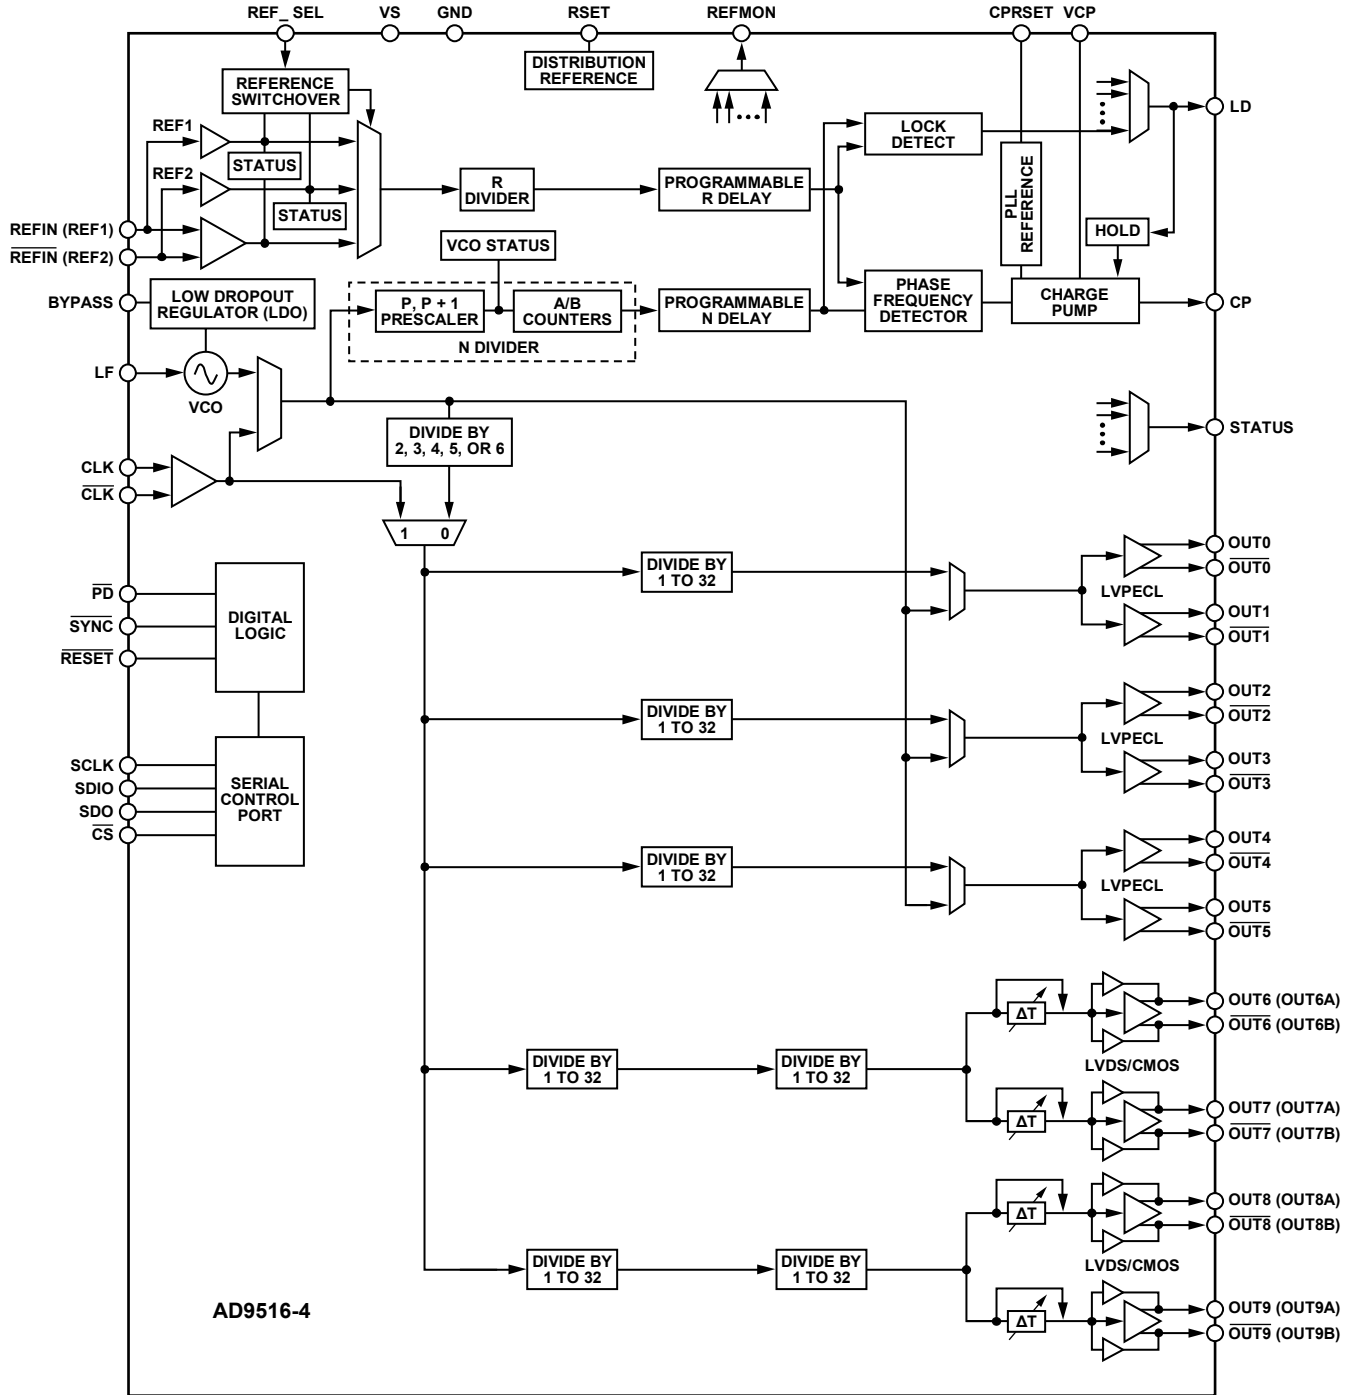 REF_ SEL
VS
GND
RSET
REFMON
CPRSET
VCP
DISTRIBUTION
REFERENCE
REFERENCE
SWITCHOVER
REF1
STATUS
REF2
STATUS
R
DIVIDER
PROGRAMMABLE
R DELAY
LOCK
DETECT
LD
PLL
REFERENCE
HOLD
REFIN (REF1)
REFIN (REF2)
VCO STATUS
BYPASS
LOW DROPOUT
REGULATOR (LDO)
P, P + 1
PRESCALER
A/B
COUNTERS
N DIVIDER
PROGRAMMABLE
N DELAY
PHASE
FREQUENCY
DETECTOR
CHARGE
PUMP
CP
LF
VCO
STATUS
DIVIDE BY
2, 3, 4, 5, OR 6
CLK
CLK
1 0
PD
SYNC
RESET
DIGITAL
LOGIC
DIVIDE BY
1 TO 32
LVPECL
OUT0
OUT0
OUT1
OUT1
DIVIDE BY
1 TO 32
LVPECL
OUT2
OUT2
OUT3
OUT3
SCLK
SDIO
SDO
CS
SERIAL
CONTROL
PORT
DIVIDE BY
1 TO 32
LVPECL
OUT4
OUT4
OUT5
OUT5
DIVIDE BY
1 TO 32
DIVIDE BY
1 TO 32
ΔT
ΔT
LVDS/CMOS
OUT6 (OUT6A)
OUT6 (OUT6B)
OUT7 (OUT7A)
OUT7 (OUT7B)
DIVIDE BY
1 TO 32
DIVIDE BY
1 TO 32
ΔT
ΔT
LVDS/CMOS
OUT8 (OUT8A)
OUT8 (OUT8B)
OUT9 (OUT9A)
OUT9 (OUT9B)
AD9516-4